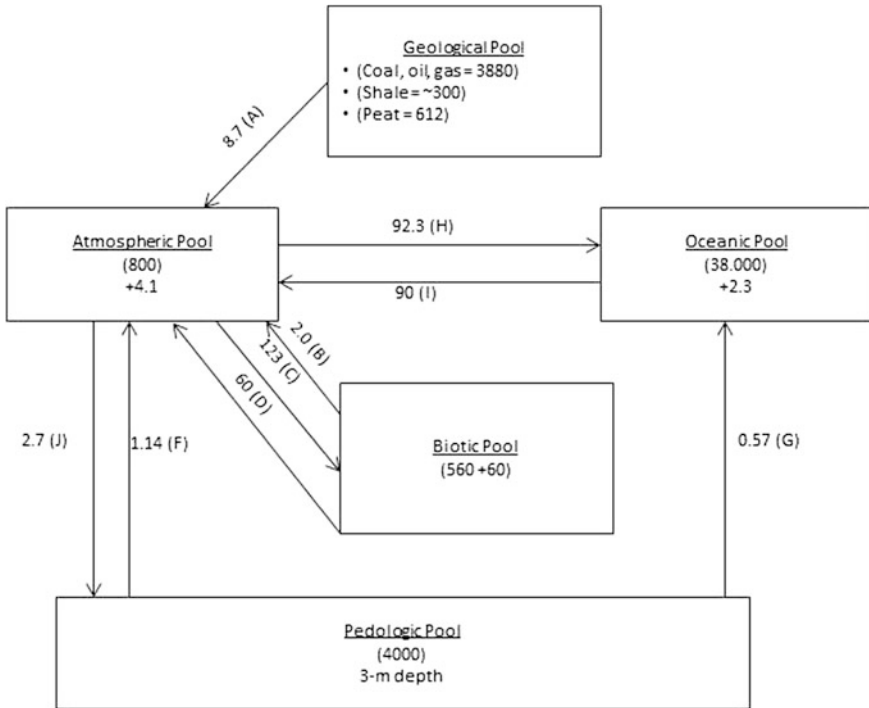 Geological Pool
• (Coal, oil, gas = 3880)
• (Shale = ~300)
• (Peat = 612)
8.7 (A)
Atmospheric Pool
(800)
+4.1
92.3 (H)
90 (I)
Oceanic Pool
(38.000)
+2.3
2.0 (B)
123 (C)
60 (D)
Biotic Pool
(560 +60)
2.7 (J)
1.14 (F)
0.57 (G)
Pedologic Pool
(4000)
3-m depth